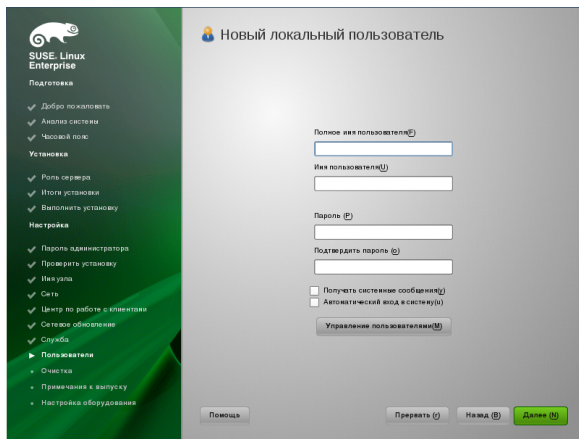 SUSE. Linux
Enterprise
Подготовка
Добро пожаловать
Анализ системы
Часовой пояс
Установка
Роль сервера
Итоги установки
Выполнить установку
Настройка
Пароль администратора
Проверить установку
Имя узла
Сеть
Центр по работе с клиентами
Сетевое обновление
Служба
Пользователи
Очистка
Примечания к выпуску
Настройка оборудования
Новый локальный пользователь
Полное имя пользователя(F)
Имя пользователя(U)
Пароль (P)
Подтвердить пароль (o)
Получать системные сообщения(y)
Автоматический вход в систему(u)
Управление пользователями(M)
Помощь
Прервать (r)
Назад (B)
Далее (N)